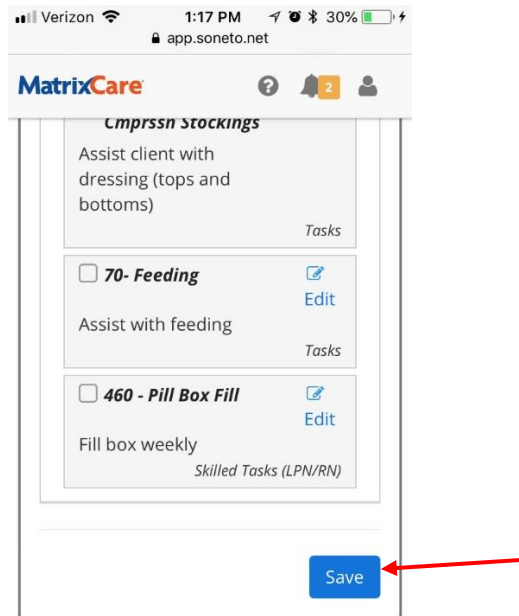 Verizon 1:17 PM 30%
app.soneto.net
MatrixCare 2
Cmprssn Stockings
Assist client with
dressing (tops and
bottoms)
Tasks
70- Feeding
Edit
Assist with feeding
Tasks
460 - Pill Box Fill
Edit
Fill box weekly
Skilled Tasks (LPN/RN)
Save